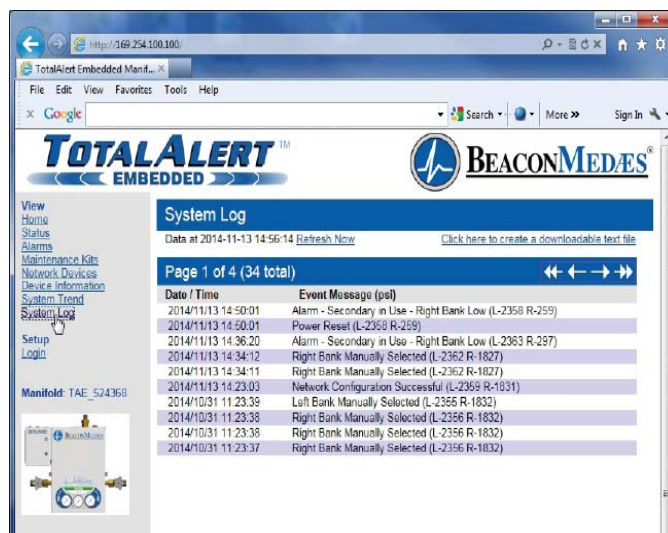 http://169.254.100.100/
TotalAlert Embedded Manif...
File Edit View Favorites Tools Help
Google Search More » Sign In
TOTALALERT™
EMBEDDED
BEACONMEDÆS®
View
Home
Status
Alarms
Maintenance Kits
Network Devices
Device Information
System Trend
System Log
Setup
Login
Manifold: TAE_524368
BEACONMEDÆS
System Log
Data at 2014-11-13 14:56:14 Refresh Now Click here to create a downloadable text file
Page 1 of 4 (34 total)
Date / Time Event Message (psi)
2014/11/13 14:50:01 Alarm - Secondary in Use - Right Bank Low (L-2358 R-259)
2014/11/13 14:50:01 Power Reset (L-2358 R-259)
2014/11/13 14:36:20 Alarm - Secondary in Use - Right Bank Low (L-2363 R-297)
2014/11/13 14:34:12 Right Bank Manually Selected (L-2362 R-1827)
2014/11/13 14:34:11 Right Bank Manually Selected (L-2362 R-1827)
2014/11/13 14:23:03 Network Configuration Successful (L-2359 R-1831)
2014/10/31 11:23:39 Left Bank Manually Selected (L-2355 R-1832)
2014/10/31 11:23:38 Right Bank Manually Selected (L-2356 R-1832)
2014/10/31 11:23:38 Right Bank Manually Selected (L-2356 R-1832)
2014/10/31 11:23:37 Right Bank Manually Selected (L-2356 R-1832)